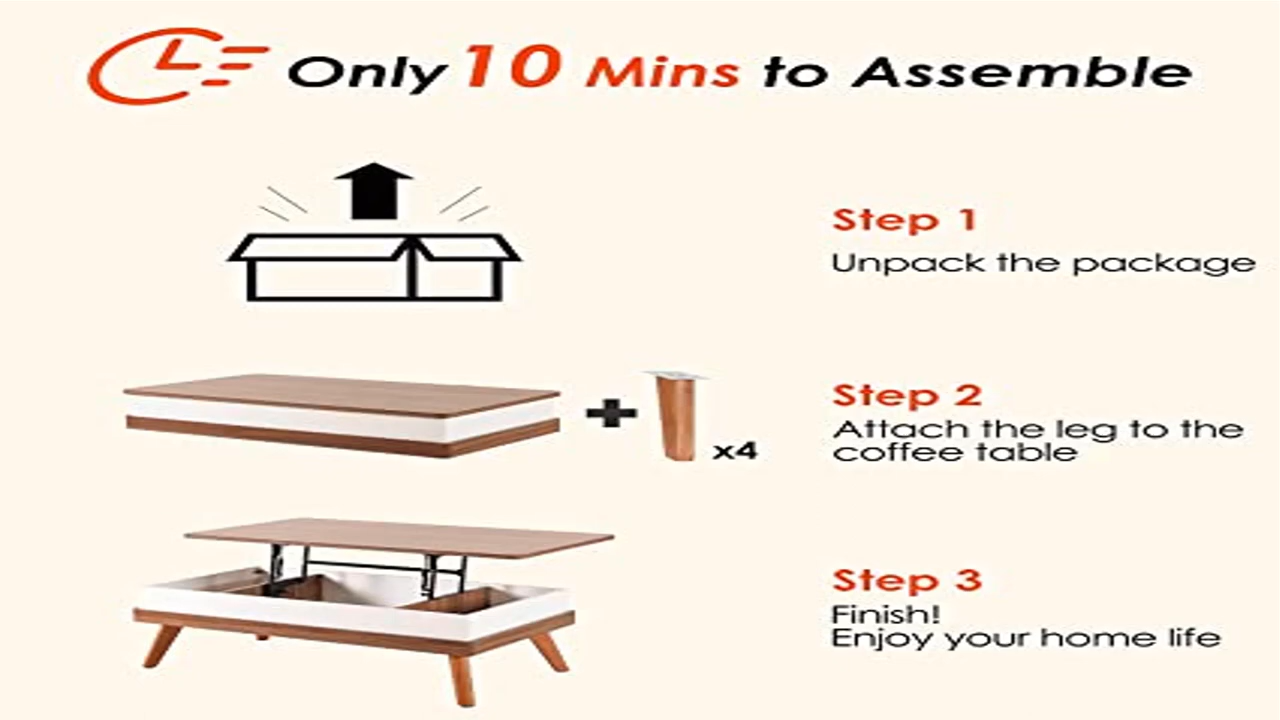 Only 10 Mins to Assemble
Step 1
Unpack the package
x4
Step 2
Attach the leg to the
coffee table
Step 3
Finish!
Enjoy your home life